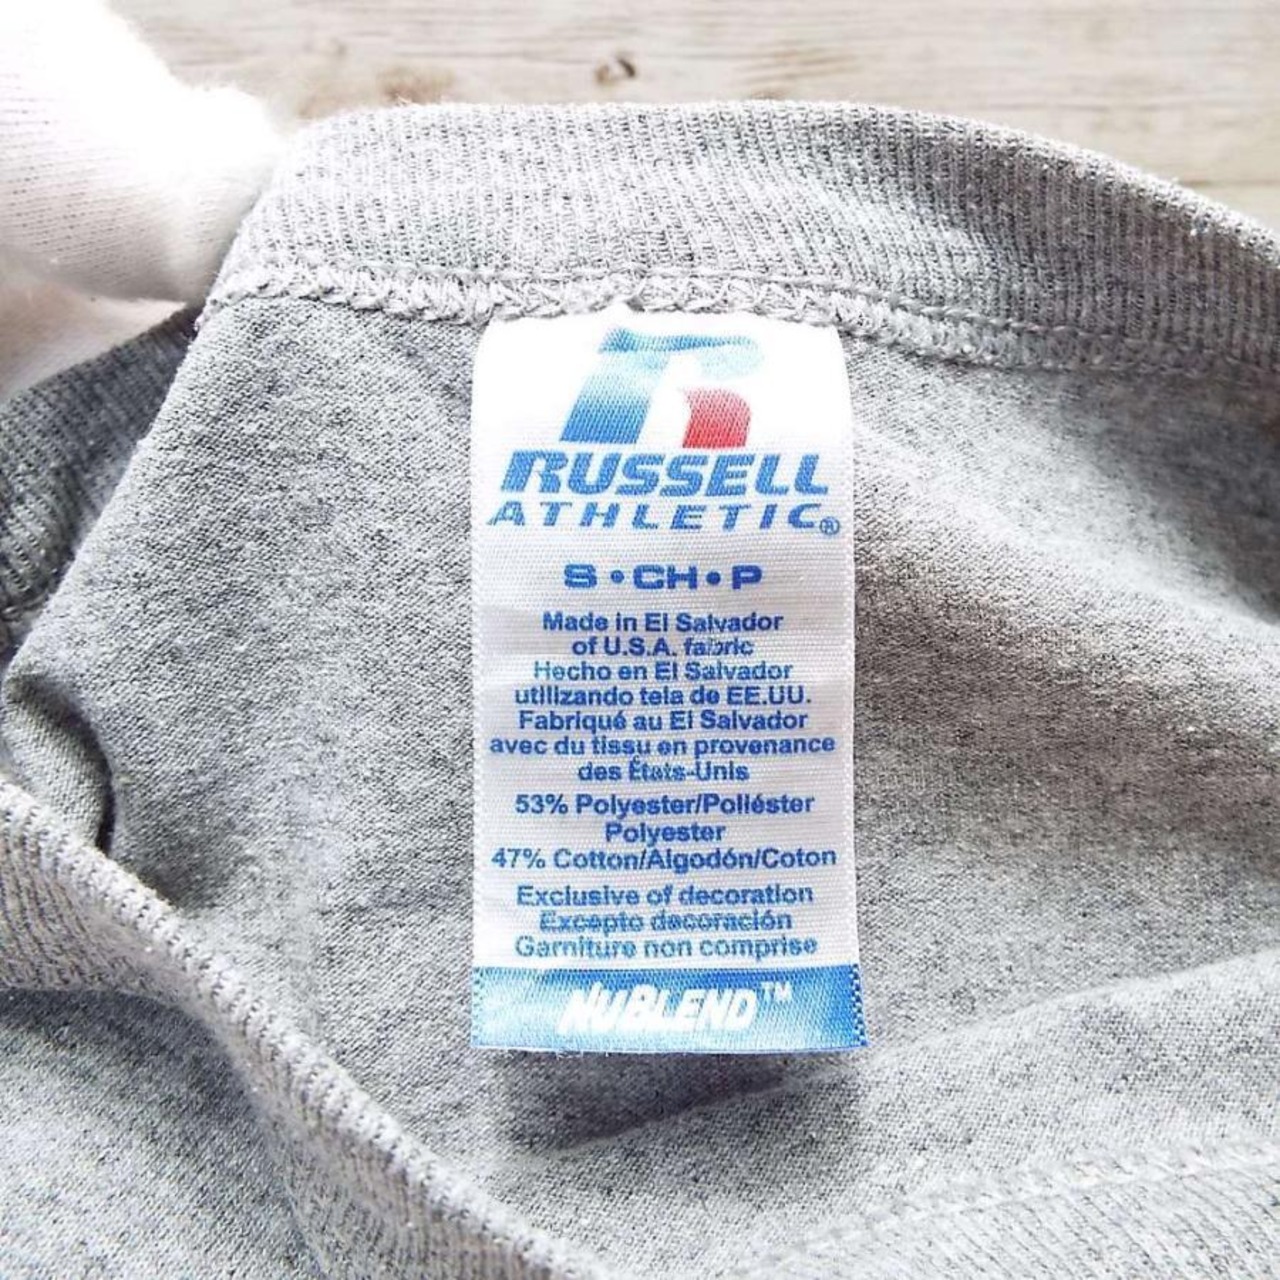 RUSSELL
ATHLETIC®
S • CH • P
Made in El Salvador
of U.S.A. fabric
Hecho en El Salvador
utilizando tela de EE.UU.
Fabriqué au El Salvador
avec du tissu en provenance
des États-Unis
53% Polyester/Poliéster
Polyester
47% Cotton/Algodón/Coton
Exclusive of decoration
Excepto decoración
Garniture non comprise
NUBLEND™